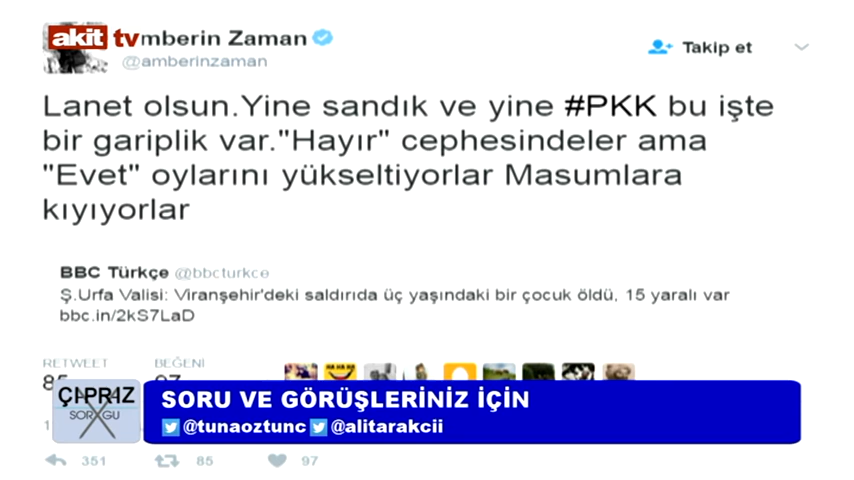 akit tv
mberin Zaman
@amberinzaman
Takip et
Lanet olsun.Yine sandık ve yine #PKK bu işte
bir gariplik var."Hayır" cephesindeler ama
"Evet" oylarını yükseltiyorlar Masumlara
kıyıyorlar
BBC Türkçe @bbcturkce
Ş.Urfa Valisi: Viranşehir'deki saldırıda üç yaşındaki bir çocuk öldü, 15 yaralı var
bbc.in/2kS7LaD
RETWEET BEĞENİ
ÇAPRAZ
SORGU
SORU VE GÖRÜŞLERİNİZ İÇİN
@tunaoztunc @alitarakcii
351 85 97